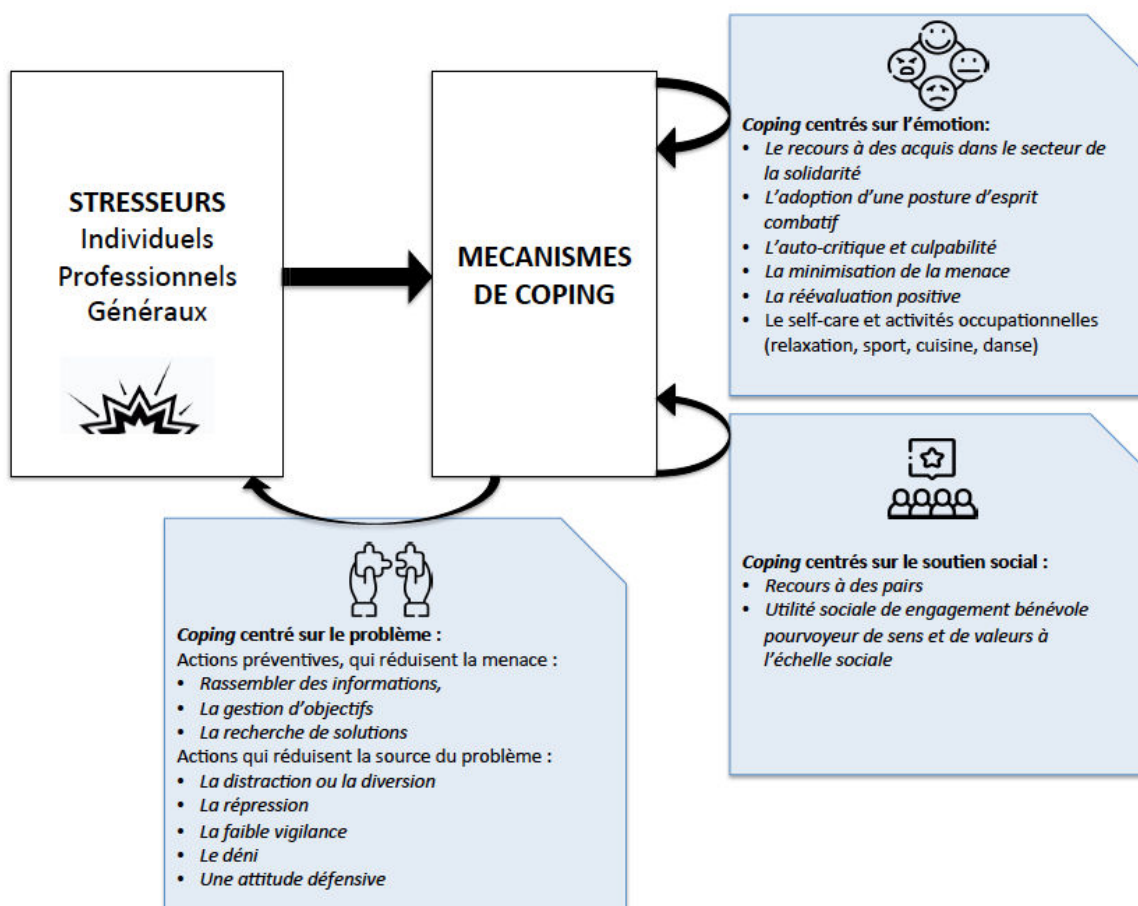 STRESSEURS
Individuels
Professionnels
Généraux
MECANISMES
DE COPING
Coping centrés sur l'émotion:
• Le recours à des acquis dans le secteur de
la solidarité
• L'adoption d'une posture d'esprit
combatif
• L'auto-critique et culpabilité
• La minimisation de la menace
• La réévaluation positive
• Le self-care et activités occupationnelles
(relaxation, sport, cuisine, danse)
Coping centrés sur le soutien social :
• Recours à des pairs
• Utilité sociale de engagement bénévole
pourvoyeur de sens et de valeurs à
l'échelle sociale
Coping centré sur le problème :
Actions préventives, qui réduisent la menace :
• Rassembler des informations,
• La gestion d'objectifs
• La recherche de solutions
Actions qui réduisent la source du problème :
• La distraction ou la diversion
• La répression
• La faible vigilance
• Le déni
• Une attitude défensive